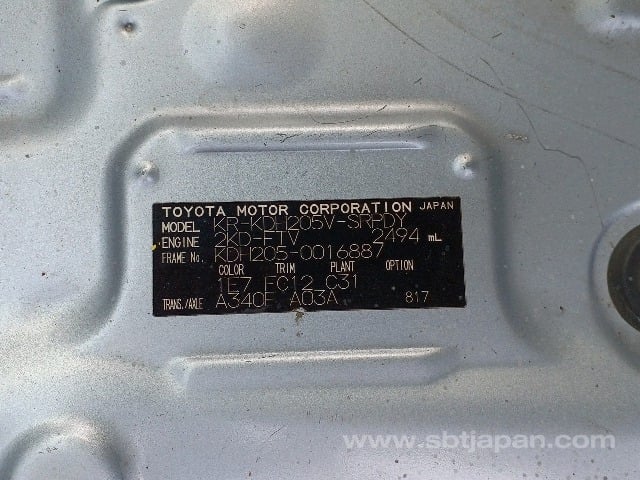 TOYOTA MOTOR CORPORATION JAPAN
MODEL KR-KDH205V-SRPDY
ENGINE 2KD-FTV 2494 mL
FRAME No. KDH205-0016887
COLOR TRIM PLANT OPTION
1E7 FC12 C31
TRANS./AXLE A340F A03A 817
www.sbtjapan.com